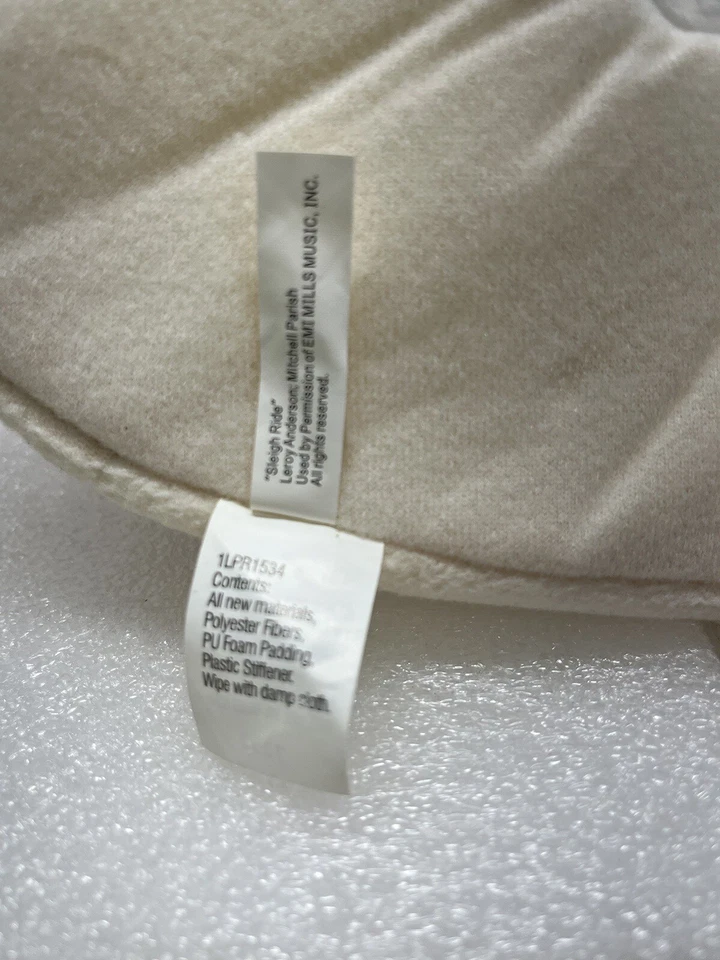 "Sleigh Ride"
Leroy Anderson; Mitchell Parish
Used by Permission of EMI MILLS MUSIC, INC.
All rights reserved.
1LPR1534
Contents:
All new materials,
Polyester Fibers,
PU Foam Padding,
Plastic Stiffener.
Wipe with damp cloth.